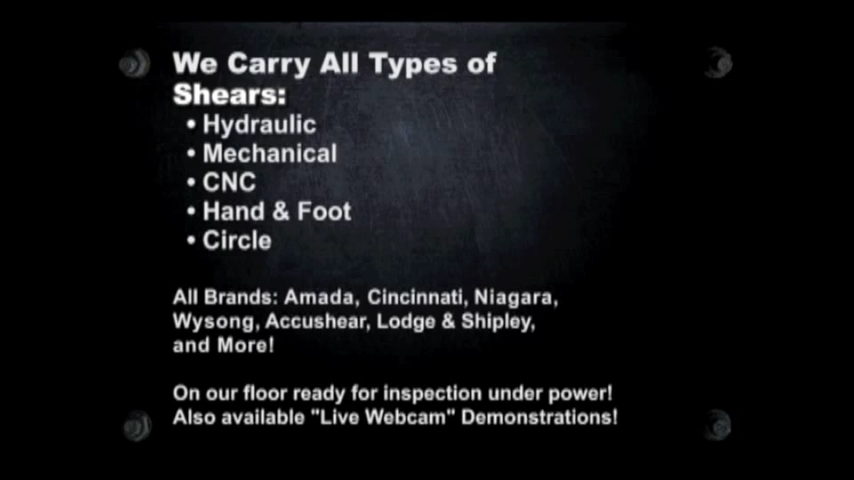 We Carry All Types of
Shears:
• Hydraulic
• Mechanical
• CNC
• Hand & Foot
• Circle
All Brands: Amada, Cincinnati, Niagara,
Wysong, Accushear, Lodge & Shipley,
and More!
On our floor ready for inspection under power!
Also available "Live Webcam" Demonstrations!